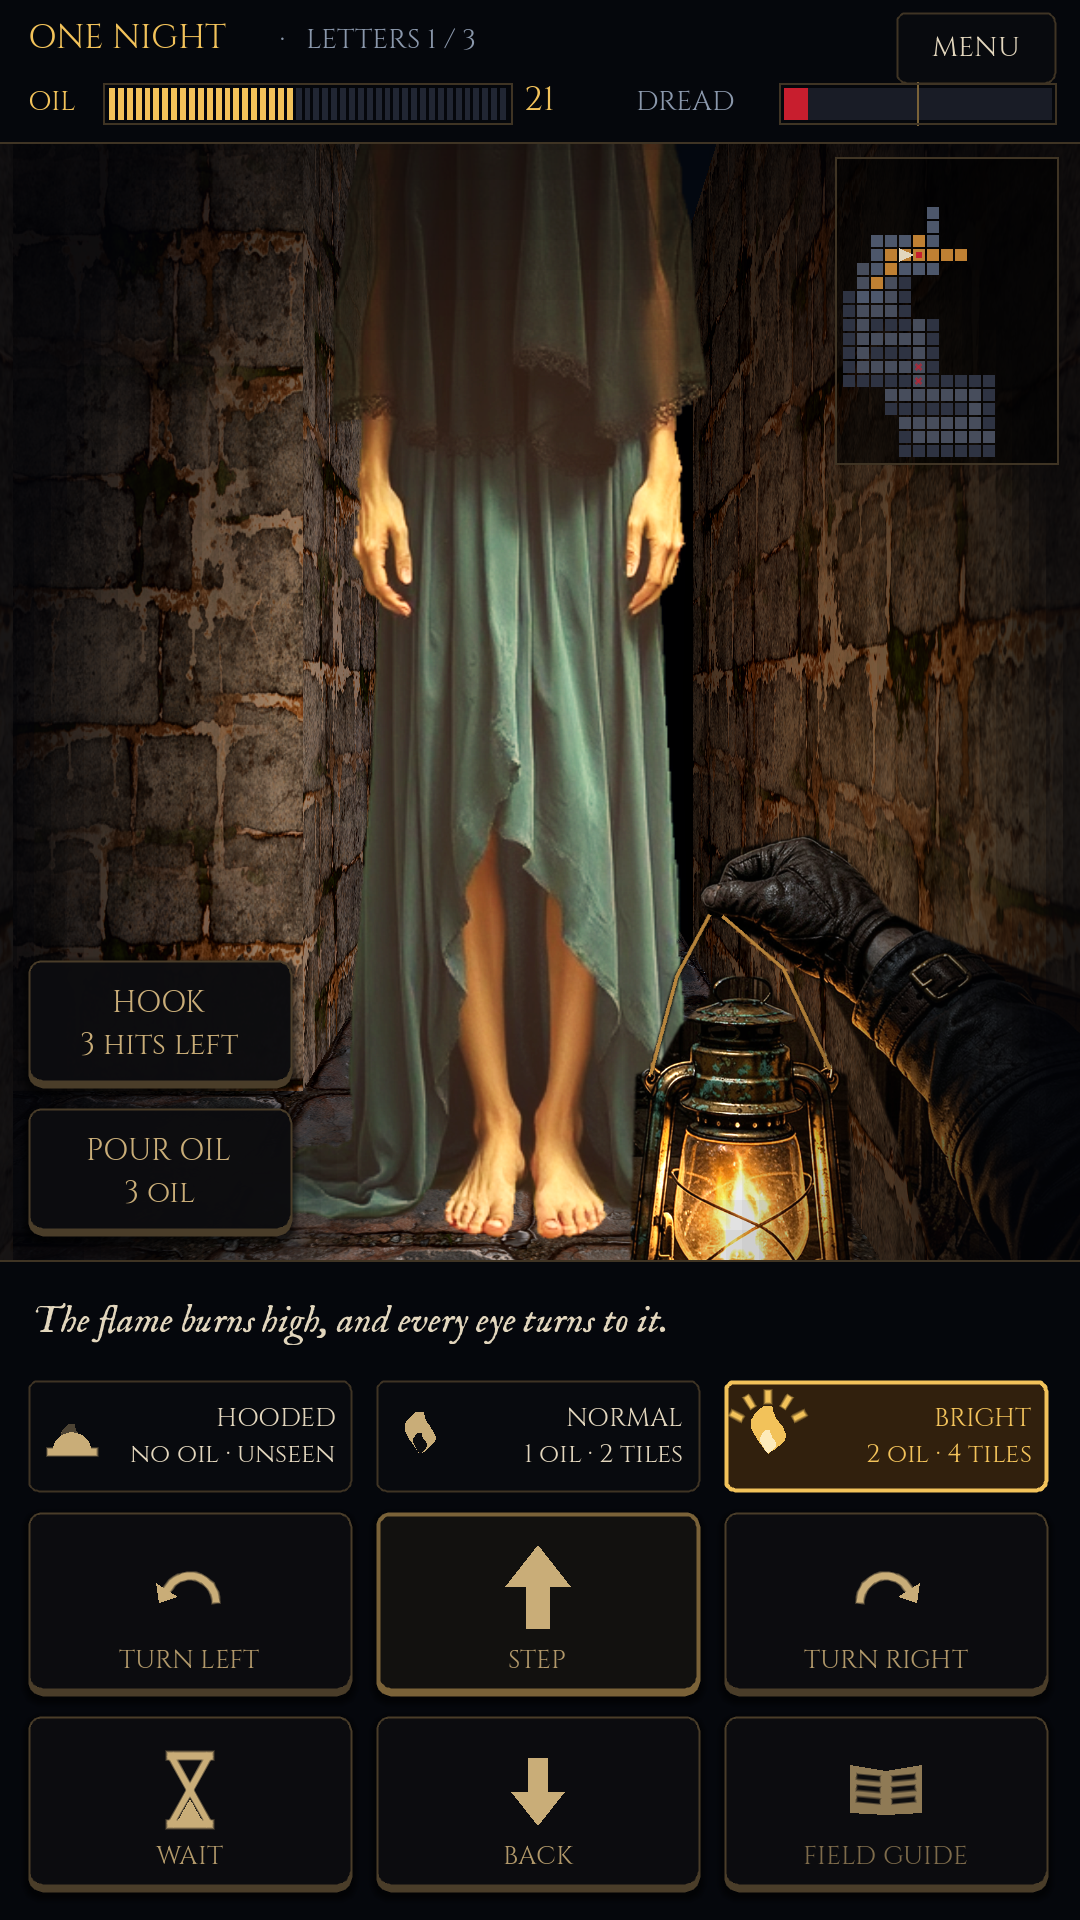 ONE NIGHT · LETTERS 1 / 3
MENU
OIL 21 DREAD
HOOK
3 HITS LEFT
POUR OIL
3 OIL
The flame burns high, and every eye turns to it.
HOODED
NO OIL · UNSEEN
NORMAL
1 OIL · 2 TILES
BRIGHT
2 OIL · 4 TILES
TURN LEFT
STEP
TURN RIGHT
WAIT
BACK
FIELD GUIDE